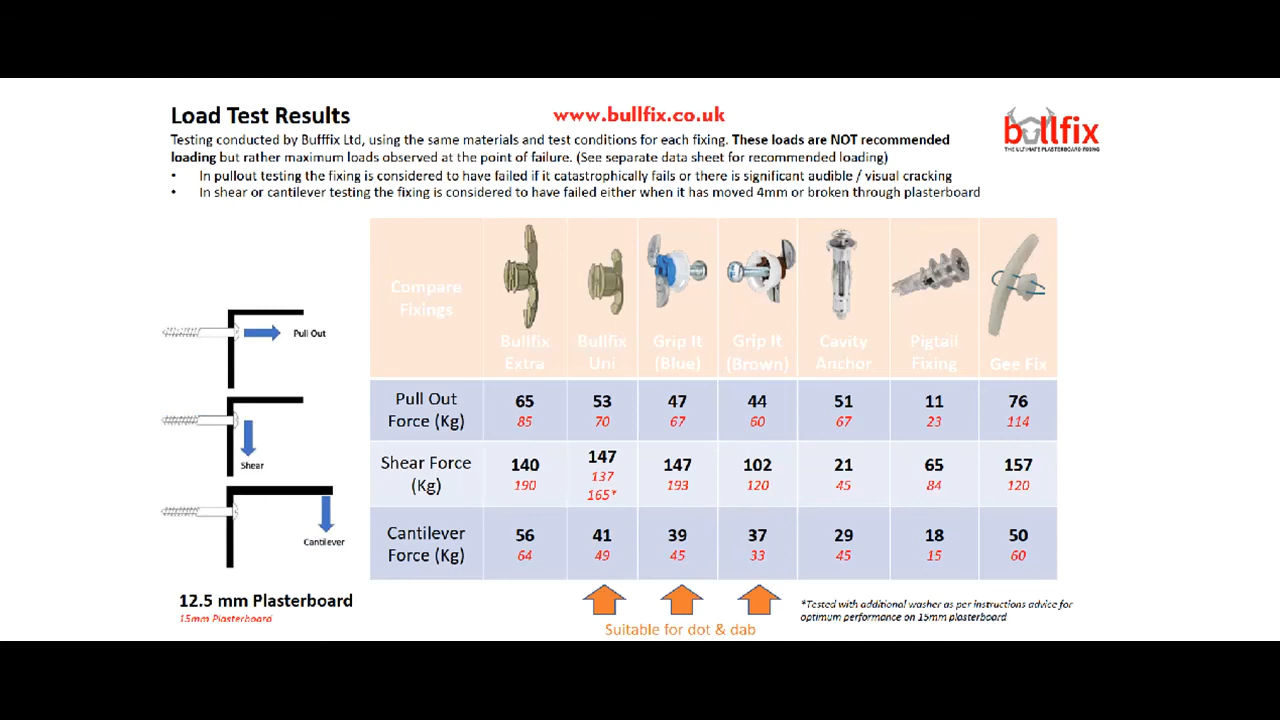 Load Test Results
www.bullfix.co.uk
bullfix
THE ULTIMATE PLASTERBOARD FIXING
Testing conducted by Bufffix Ltd, using the same materials and test conditions for each fixing. These loads are NOT recommended
loading but rather maximum loads observed at the point of failure. (See separate data sheet for recommended loading)
• In pullout testing the fixing is considered to have failed if it catastrophically fails or there is significant audible / visual cracking
• In shear or cantilever testing the fixing is considered to have failed either when it has moved 4mm or broken through plasterboard
Pull Out
Shear
Cantilever
Compare
Fixings
Bullfix
Extra
Bullfix
Uni
Grip It
(Blue)
Grip It
(Brown)
Cavity
Anchor
Pigtail
Fixing
Gee Fix
Pull Out
Force (Kg)
65 53 47 44 51 11 76
85 70 67 60 67 23 114
Shear Force
(Kg)
140 147 147 102 21 65 157
190 137 193 120 45 84 120
165*
Cantilever
Force (Kg)
56 41 39 37 29 18 50
64 49 45 33 45 15 60
12.5 mm Plasterboard
15mm Plasterboard
Suitable for dot & dab
*Tested with additional washer as per instructions advice for
optimum performance on 15mm plasterboard